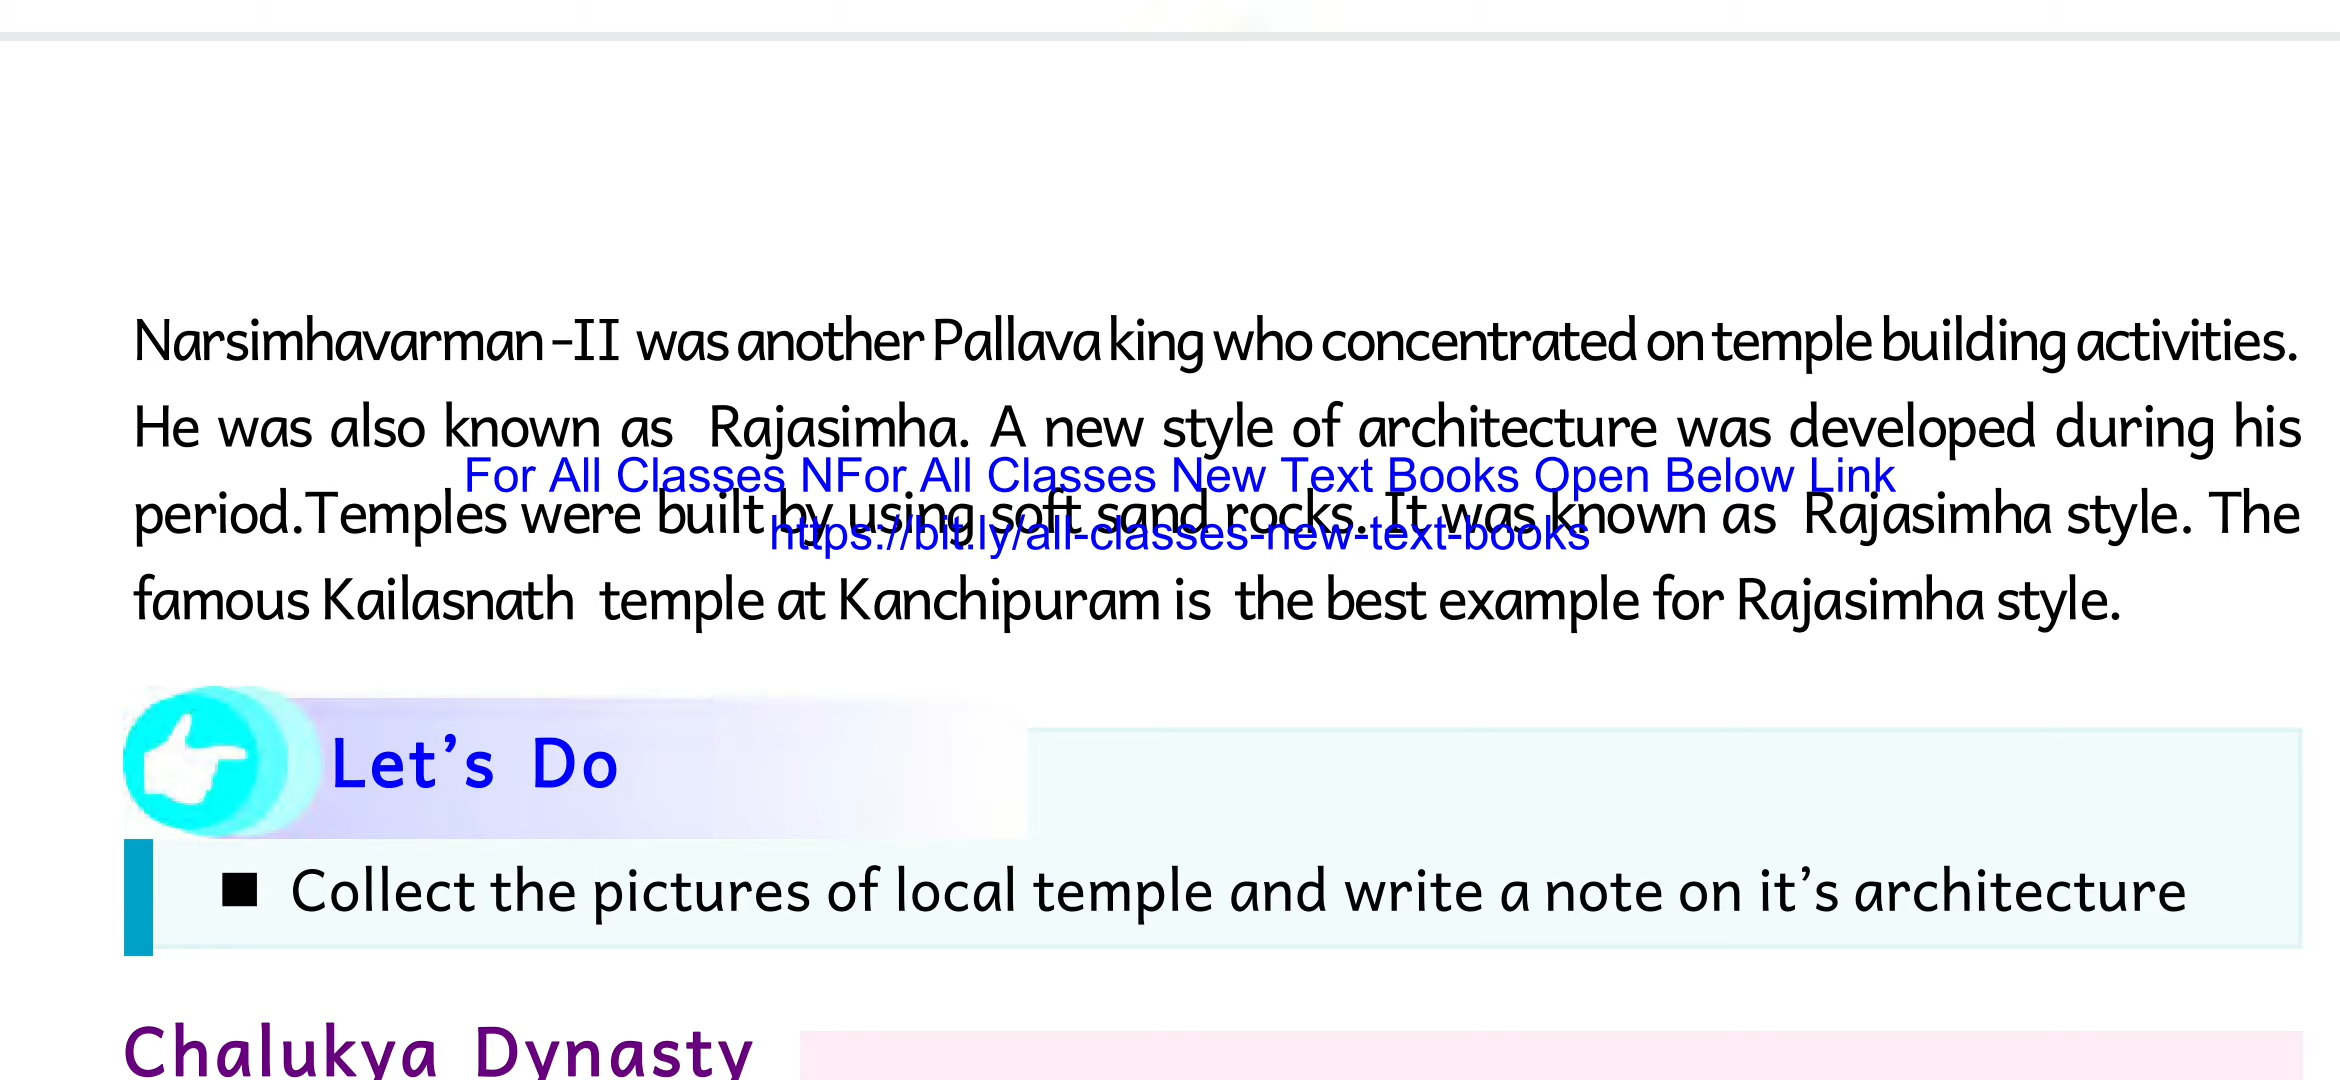 Narsimhavarman-II was another Pallava king who concentrated on temple building activities.
He was also known as Rajasimha. A new style of architecture was developed during his
For All Classes NFor All Classes New Text Books Open Below Link
period.Temples were built by using soft sand rocks. It was known as Rajasimha style. The
https://bit.ly/all-classes-new-text-books
famous Kailasnath temple at Kanchipuram is the best example for Rajasimha style.
Let's Do
■ Collect the pictures of local temple and write a note on it's architecture
Chalukya Dynasty